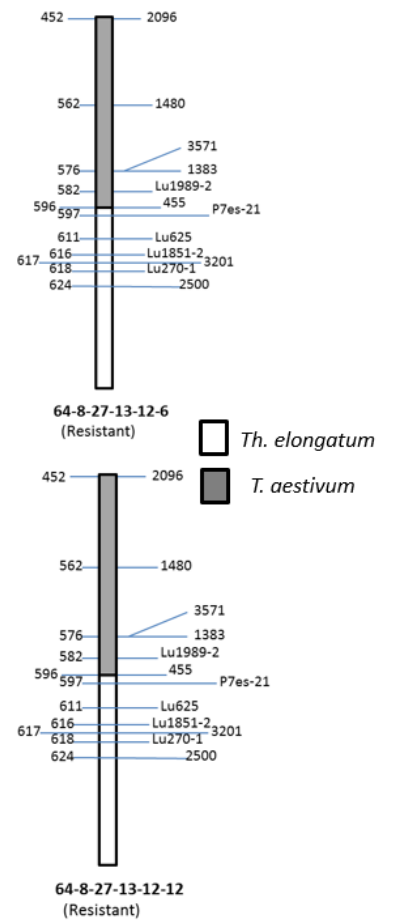 452 2096
562 1480
3571
576 1383
582 Lu1989-2
596 455
597 P7es-21
611 Lu625
616 Lu1851-2
617 3201
618 Lu270-1
624 2500
64-8-27-13-12-6
(Resistant)
Th. elongatum
T. aestivum
452 2096
562 1480
3571
576 1383
582 Lu1989-2
596 455
597 P7es-21
611 Lu625
616 Lu1851-2
617 3201
618 Lu270-1
624 2500
64-8-27-13-12-12
(Resistant)